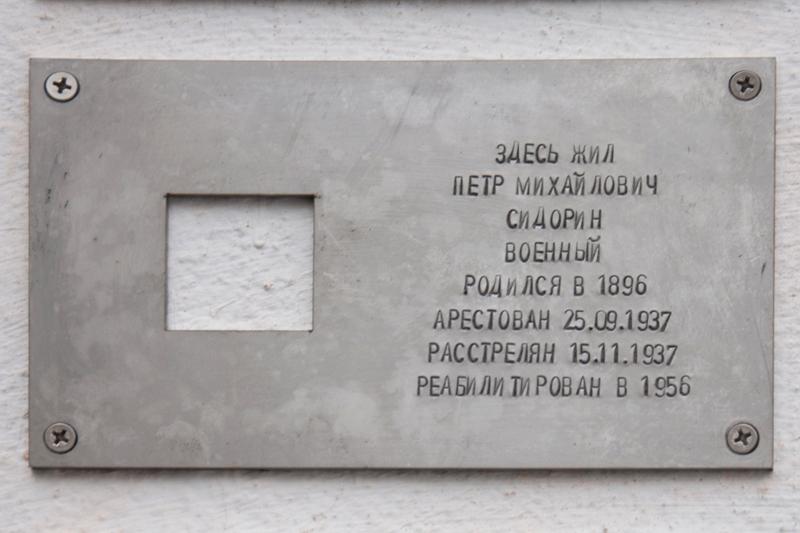 ЗДЕСЬ ЖИЛ
ПЕТР МИХАЙЛОВИЧ
СИДОРИН
ВОЕННЫЙ
РОДИЛСЯ В 1896
АРЕСТОВАН 25.09.1937
РАССТРЕЛЯН 15.11.1937
РЕАБИЛИТИРОВАН В 1956